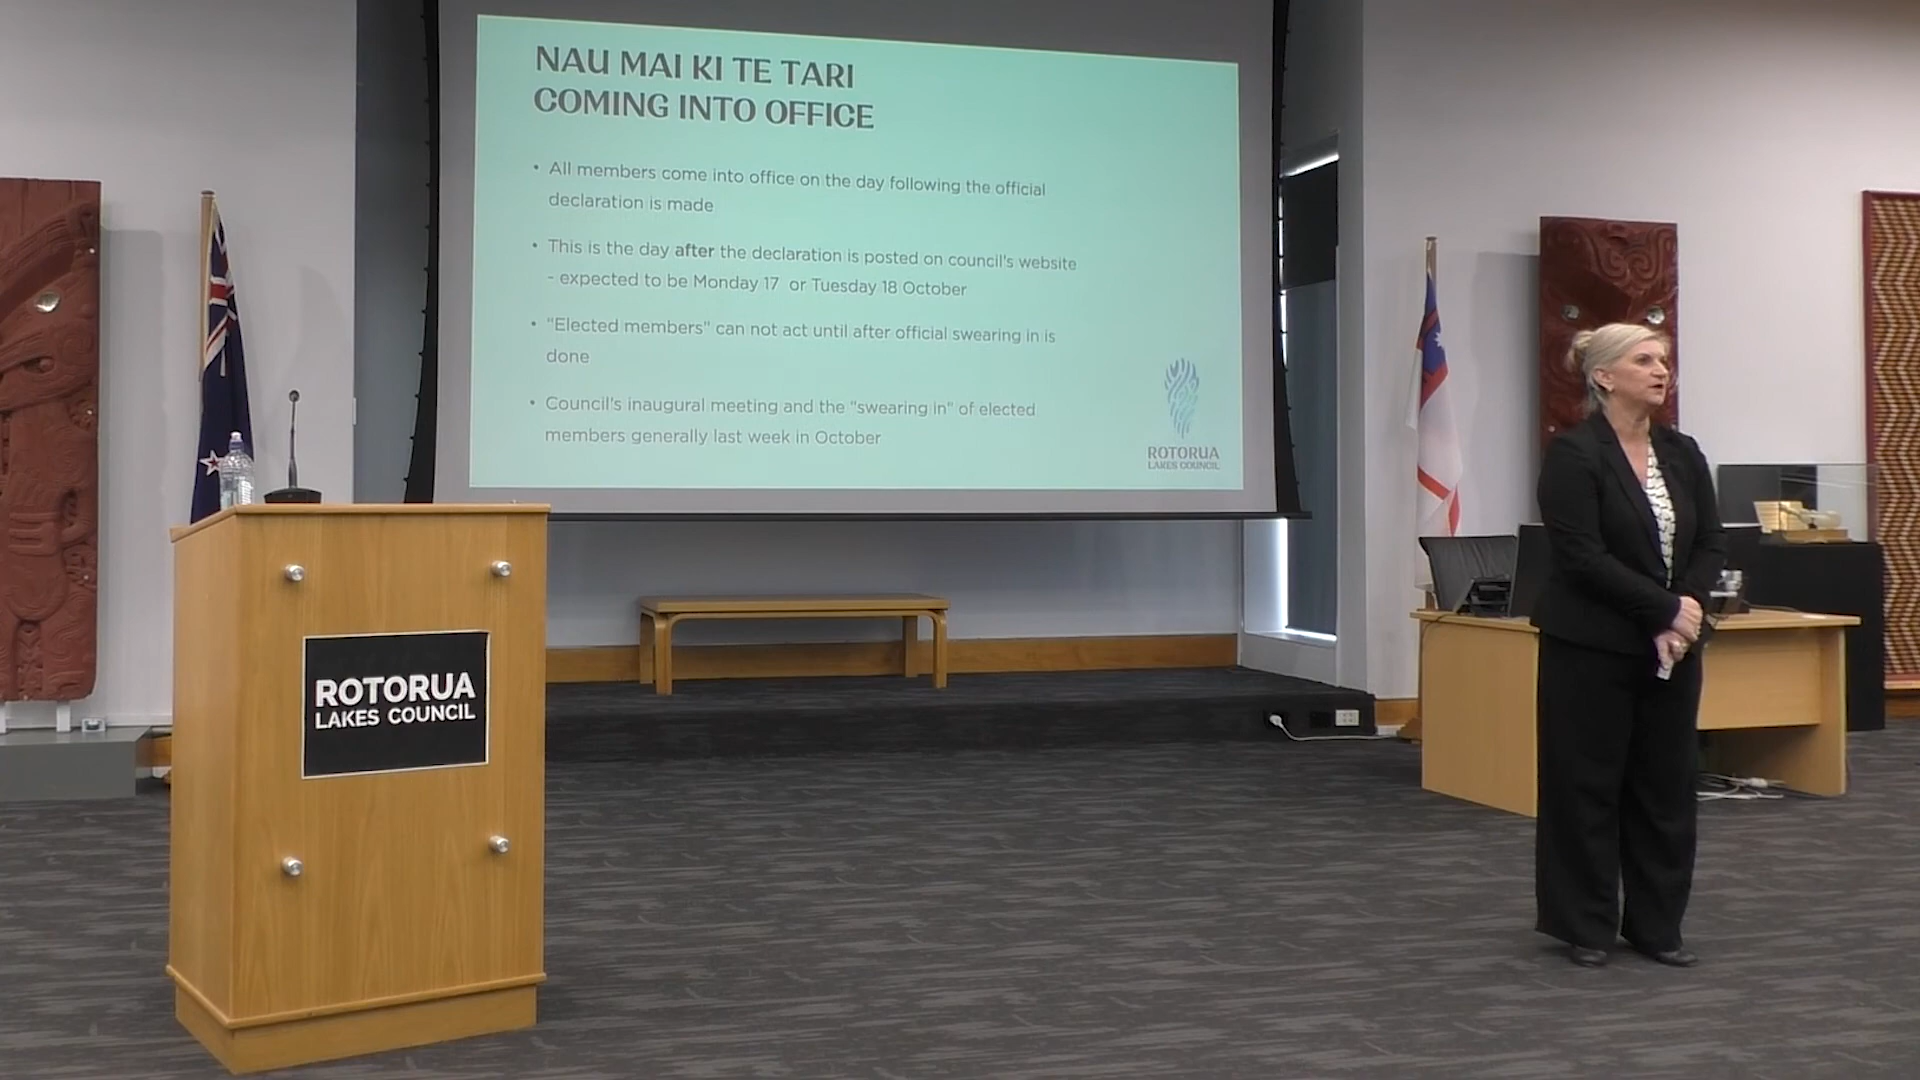 NAU MAI KI TE TARI
COMING INTO OFFICE
• All members come into office on the day following the official
declaration is made
• This is the day after the declaration is posted on council's website
- expected to be Monday 17 or Tuesday 18 October
• "Elected members" can not act until after official swearing in is
done
• Council's inaugural meeting and the "swearing in" of elected
members generally last week in October
ROTORUA
LAKES COUNCIL
ROTORUA
LAKES COUNCIL